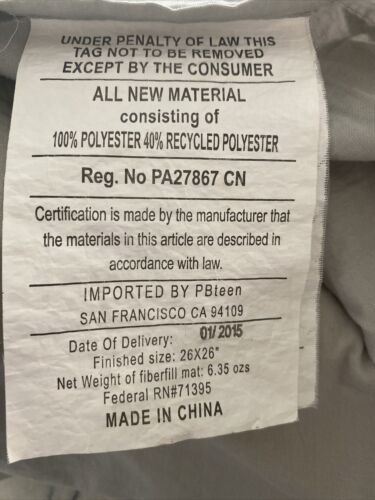 UNDER PENALTY OF LAW THIS
TAG NOT TO BE REMOVED
EXCEPT BY THE CONSUMER
ALL NEW MATERIAL
consisting of
100% POLYESTER 40% RECYCLED POLYESTER
Reg. No PA27867 CN
Certification is made by the manufacturer that
the materials in this article are described in
accordance with law.
IMPORTED BY PBteen
SAN FRANCISCO CA 94109
Date Of Delivery: 01/2015
Finished size: 26X26"
Net Weight of fiberfill mat: 6.35 ozs
Federal RN#71395
MADE IN CHINA